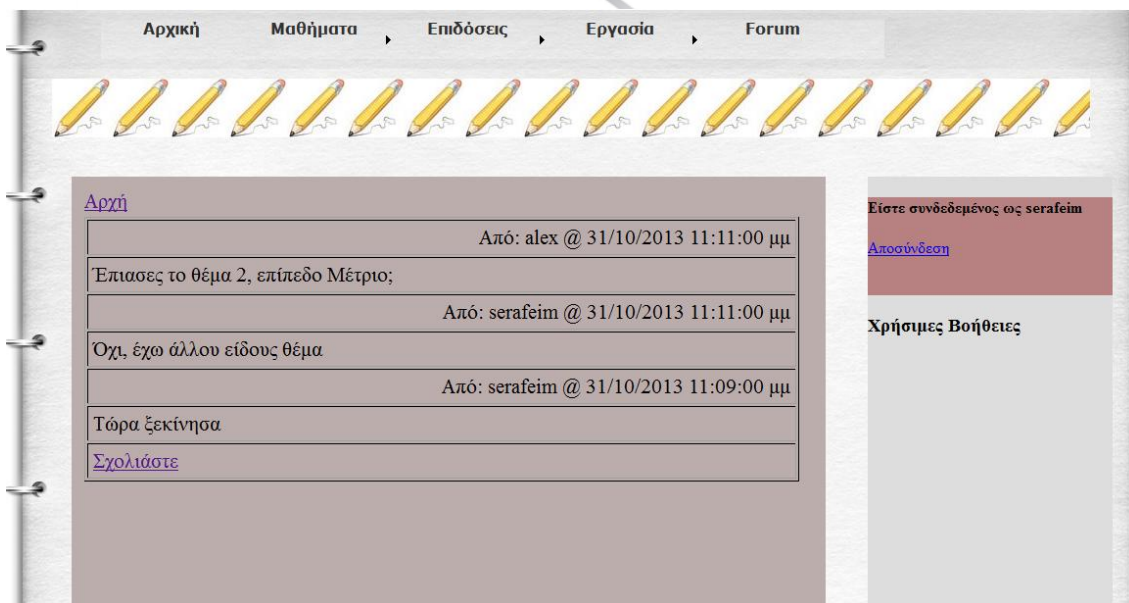 Αρχική Μαθήματα Επιδόσεις Εργασία Forum
Αρχή
Από: alex @ 31/10/2013 11:11:00 μμ
Έπιασες το θέμα 2, επίπεδο Μέτριο;
Από: serafeim @ 31/10/2013 11:11:00 μμ
Όχι, έχω άλλου είδους θέμα
Από: serafeim @ 31/10/2013 11:09:00 μμ
Τώρα ξεκίνησα
Σχολιάστε
Είστε συνδεδεμένος ως serafeim
Αποσύνδεση
Χρήσιμες Βοήθειες